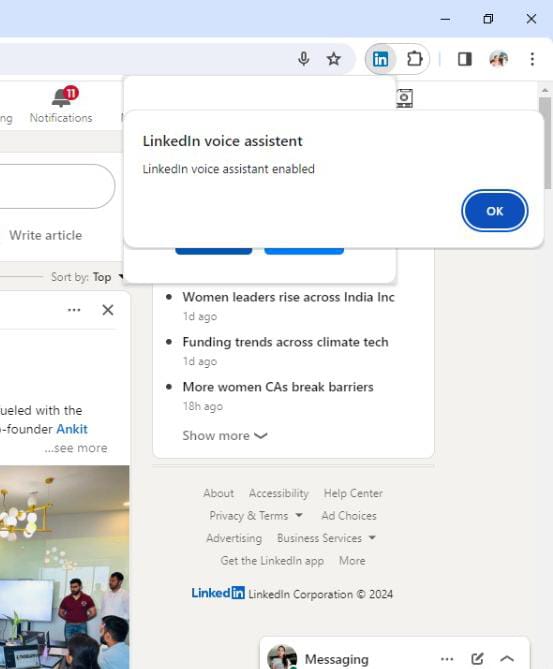 in
11
ng
Notifications
LinkedIn voice assistent
LinkedIn voice assistant enabled
OK
Write article
Sort by: Top
Women leaders rise across India Inc
1d ago
Funding trends across climate tech
1d ago
More women CAs break barriers
18h ago
Show more
ueled with the
-founder Ankit
...see more
About Accessibility Help Center
Privacy & Terms Ad Choices
Advertising Business Services
Get the LinkedIn app More
LinkedIn LinkedIn Corporation © 2024
Messaging